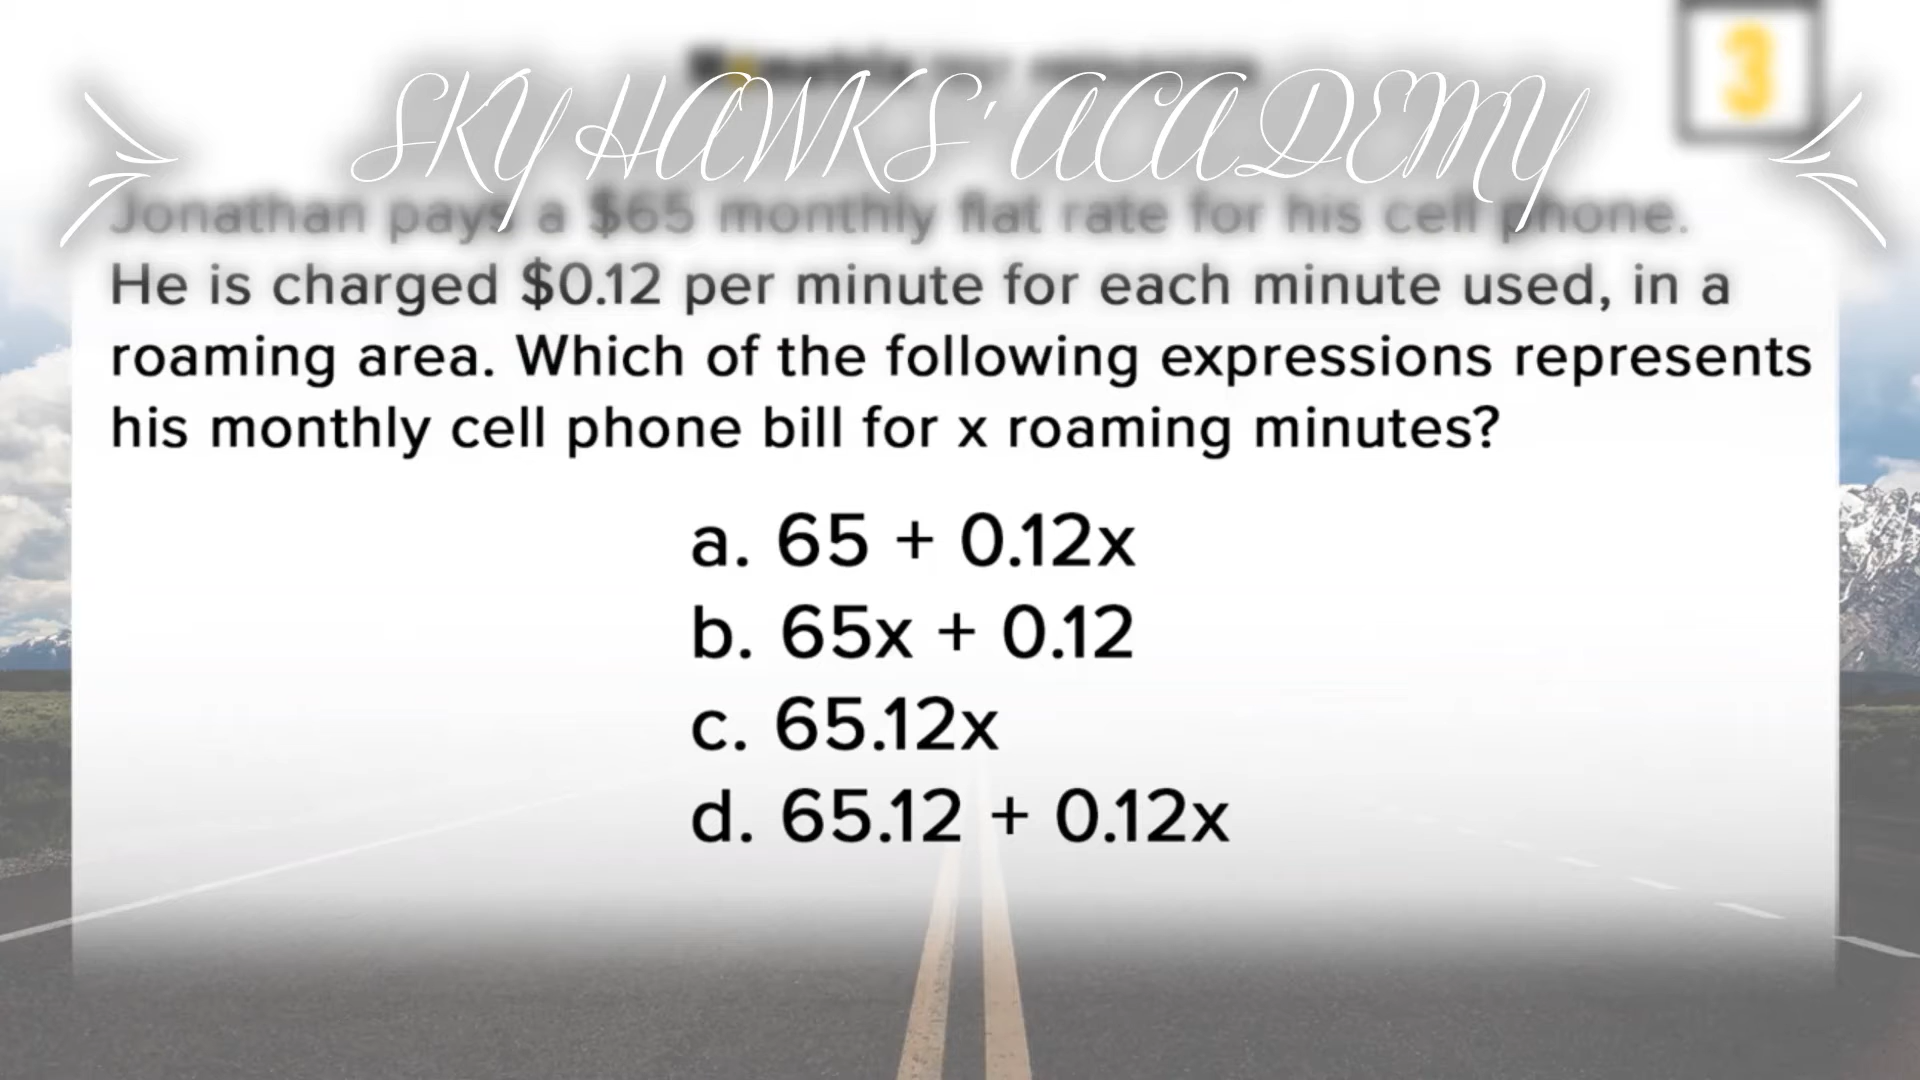 3
SKY HAWKS' ACADEMY
Jonathan pays a $65 monthly flat rate for his cell phone.
He is charged $0.12 per minute for each minute used, in a
roaming area. Which of the following expressions represents
his monthly cell phone bill for x roaming minutes?
a. 65 + 0.12x
b. 65x + 0.12
c. 65.12x
d. 65.12 + 0.12x